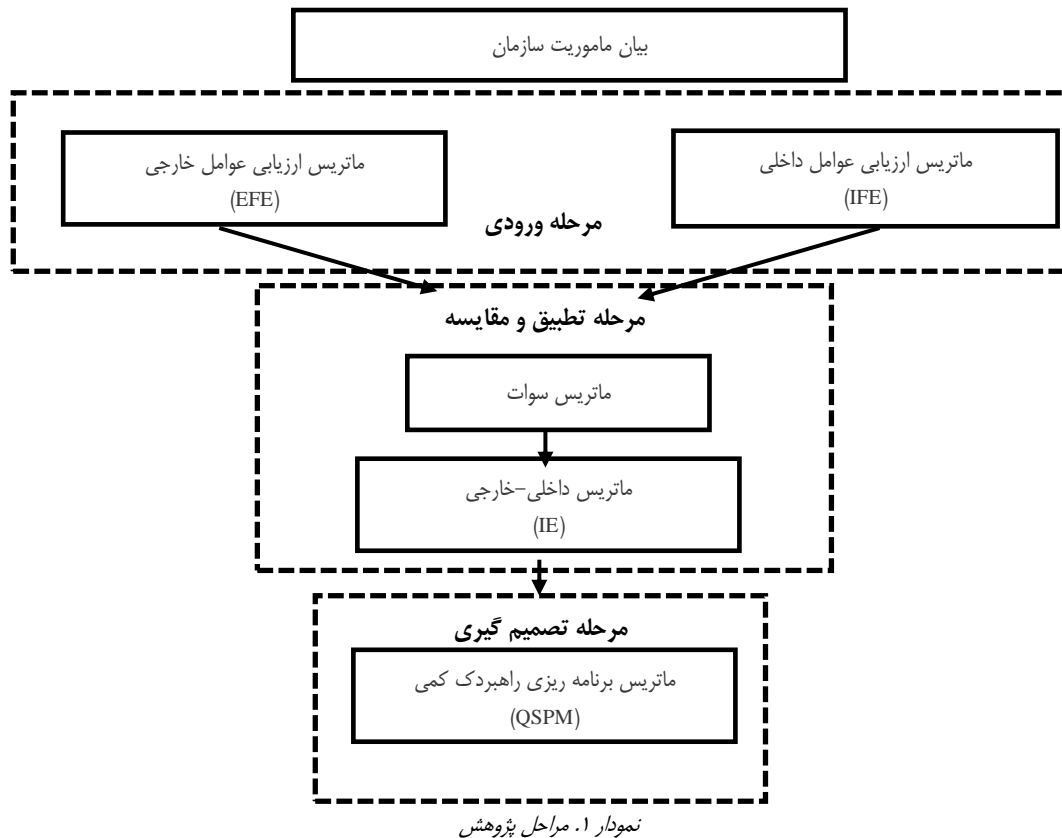 بیان ماموریت سازمان
ماتریس ارزیابی عوامل داخلی
(IFE)
ماتریس ارزیابی عوامل خارجی
(EFE)
مرحله ورودی
مرحله تطبیق و مقایسه
ماتریس سوات
ماتریس داخلی-خارجی
(IE)
مرحله تصمیم گیری
ماتریس برنامه ریزی راهبردک کمی
(QSPM)
نمودار ۱. مراحل پژوهش